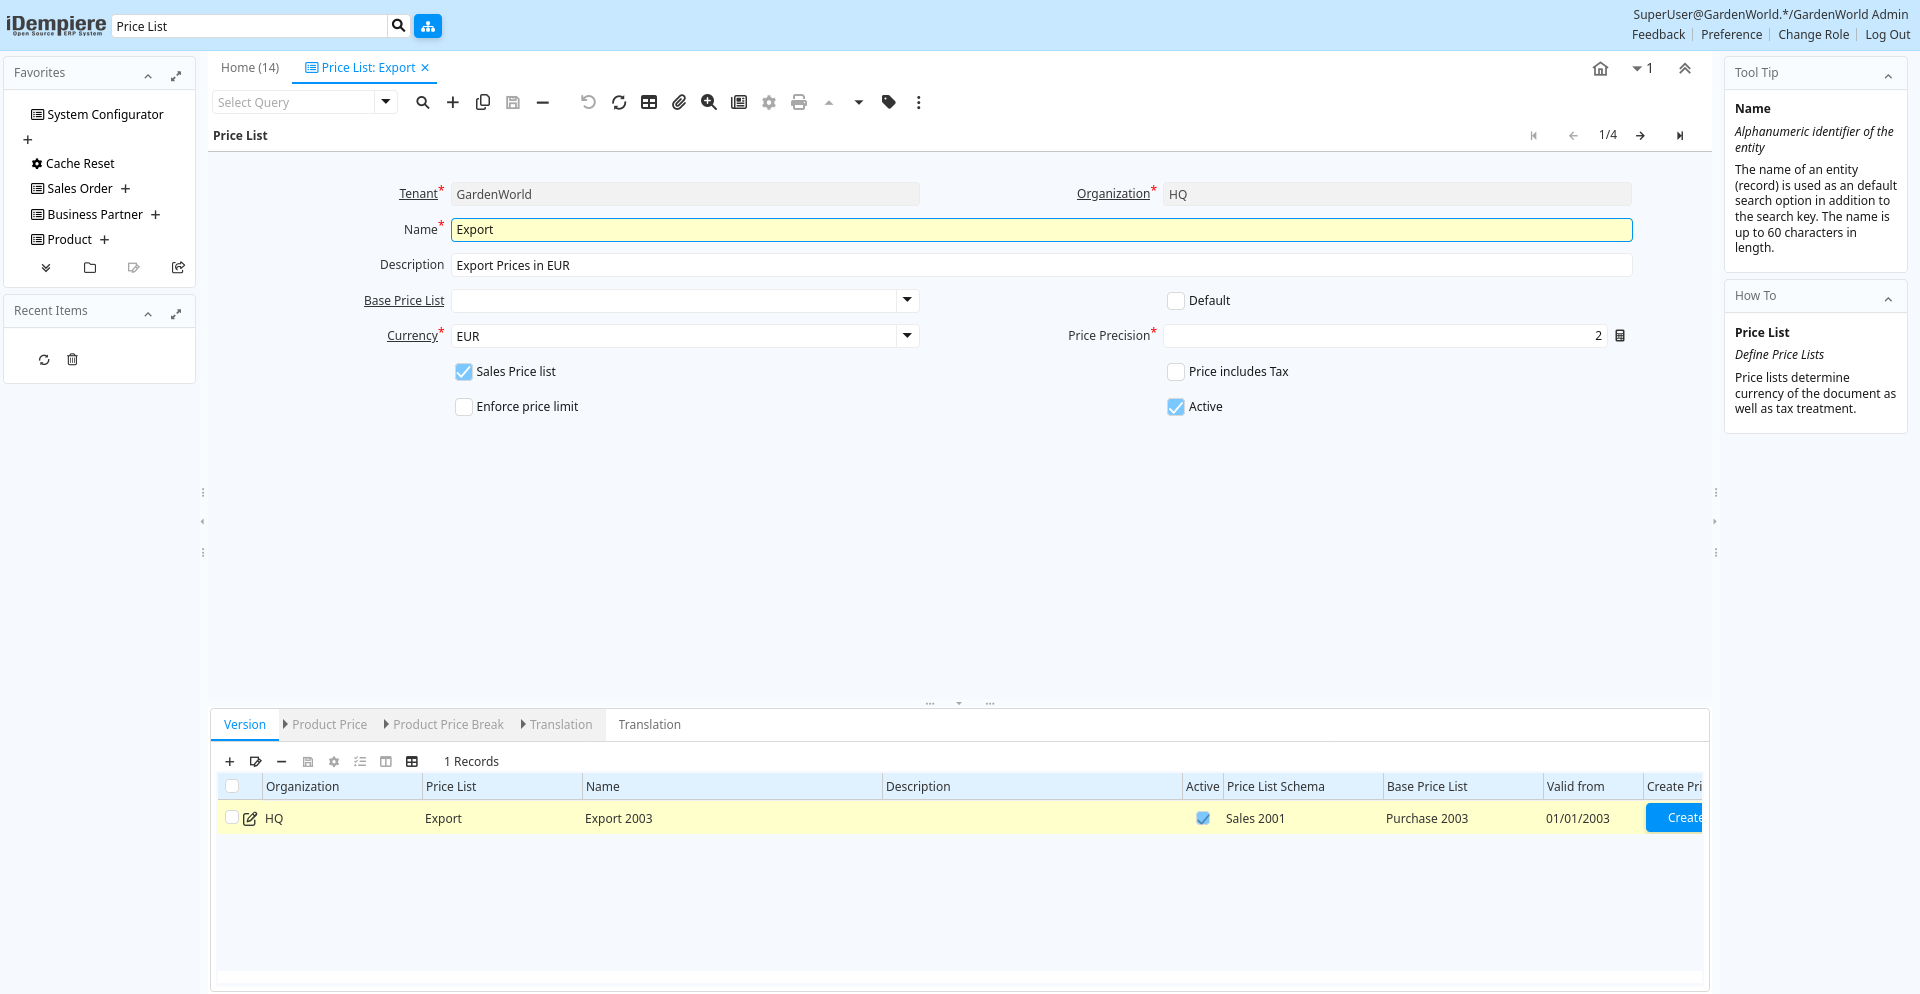 iDempiere
Open Source ERP System
Price List
SuperUser@GardenWorld.*/GardenWorld Admin
Feedback
Preference
Change Role
Log Out
Favorites
System Configurator
Cache Reset
Sales Order
Business Partner
Product
Recent Items
Home (14)
Price List: Export
1
Select Query
Price List
1/4
Tenant*
GardenWorld
Organization*
HQ
Name*
Export
Description
Export Prices in EUR
Base Price List
Default
Currency*
EUR
Price Precision*
2
Sales Price list
Price includes Tax
Enforce price limit
Active
Version
Product Price
Product Price Break
Translation
Translation
1 Records
Organization
Price List
Name
Description
Active
Price List Schema
Base Price List
Valid from
Create Pri
HQ
Export
Export 2003
Sales 2001
Purchase 2003
01/01/2003
Create
Tool Tip
Name
Alphanumeric identifier of the
entity
The name of an entity
(record) is used as an default
search option in addition to
the search key. The name is
up to 60 characters in
length.
How To
Price List
Define Price Lists
Price lists determine
currency of the document as
well as tax treatment.